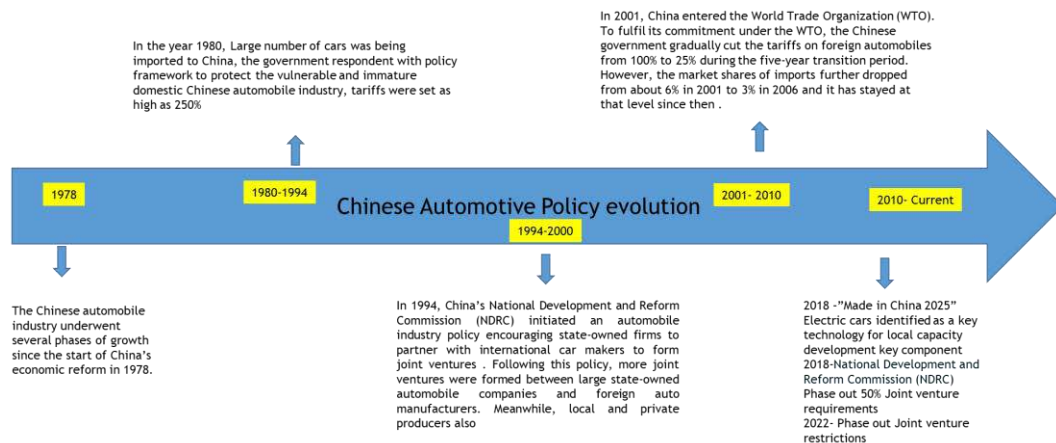 In the year 1980, Large number of cars was being
imported to China, the government respondent with policy
framework to protect the vulnerable and immature
domestic Chinese automobile industry, tariffs were set as
high as 250%
In 2001, China entered the World Trade Organization (WTO).
To fulfil its commitment under the WTO, the Chinese
government gradually cut the tariffs on foreign automobiles
from 100% to 25% during the five-year transition period.
However, the market shares of imports further dropped
from about 6% in 2001 to 3% in 2006 and it has stayed at
that level since then .
1978
1980-1994
Chinese Automotive Policy evolution
1994-2000
2001- 2010
2010- Current
The Chinese automobile
industry underwent
several phases of growth
since the start of China's
economic reform in 1978.
In 1994, China's National Development and Reform
Commission (NDRC) initiated an automobile
industry policy encouraging state-owned firms to
partner with international car makers to form
joint ventures . Following this policy, more joint
ventures were formed between large state-owned
automobile companies and foreign auto
manufacturers. Meanwhile, local and private
producers also
2018 -"Made in China 2025"
Electric cars identified as a key
technology for local capacity
development key component
2018-National Development and
Reform Commission (NDRC)
Phase out 50% Joint venture
requirements
2022- Phase out Joint venture
restrictions